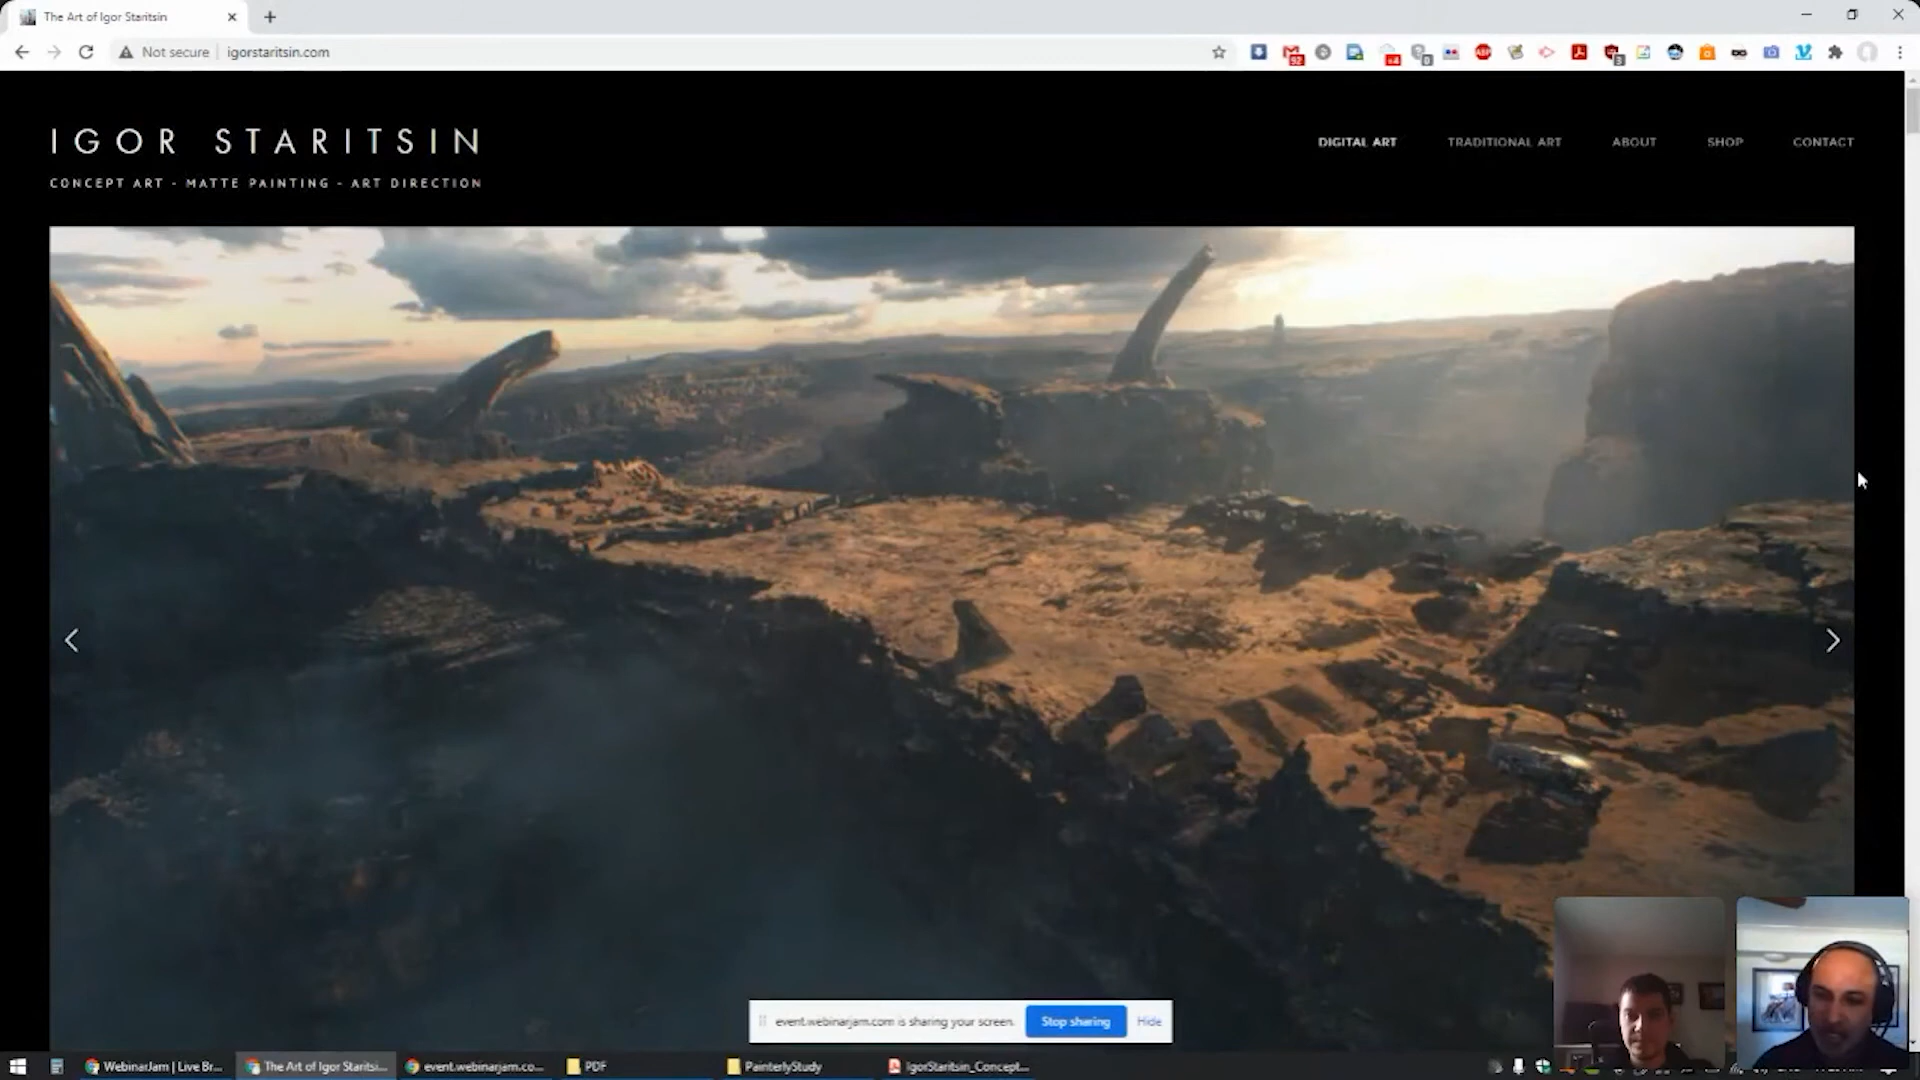 The Art of Igor Staritsin
Not secure
igorstaritsin.com
92
3
IGOR STARITSIN
CONCEPT ART - MATTE PAINTING - ART DIRECTION
DIGITAL ART
TRADITIONAL ART
ABOUT
SHOP
CONTACT
event.webinarjam.com is sharing your screen.
Stop sharing
Hide
WebinarJam | Live Br...
The Art of Igor Staritsi...
event.webinarjam.co...
PDF
PainterlyStudy
IgorStaritsin_Concept...